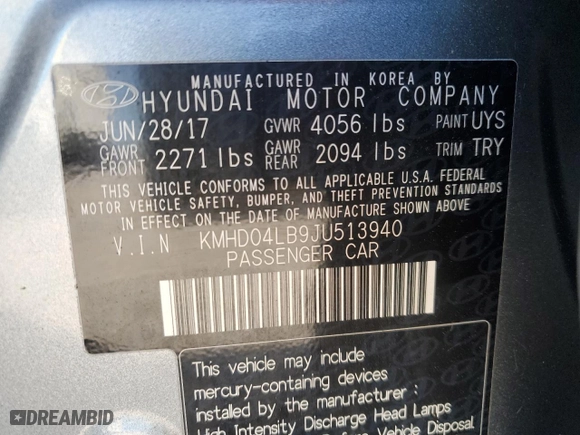 MANUFACTURED IN KOREA BY
HYUNDAI MOTOR COMPANY
JUN/28/17 GVWR 4056 lbs PAINT UYS
GAWR FRONT 2271 lbs GAWR REAR 2094 lbs TRIM TRY
THIS VEHICLE CONFORMS TO ALL APPLICABLE U.S.A. FEDERAL
MOTOR VEHICLE SAFETY, BUMPER, AND THEFT PREVENTION STANDARDS
IN EFFECT ON THE DATE OF MANUFACTURE SHOWN ABOVE
V.I.N KMHD04LB9JU513940
PASSENGER CAR
This vehicle may include
mercury-containing devices
installed by the manufacturer :
High Intensity Discharge Head Lamps
Before Vehicle Disposal
DREAMBID